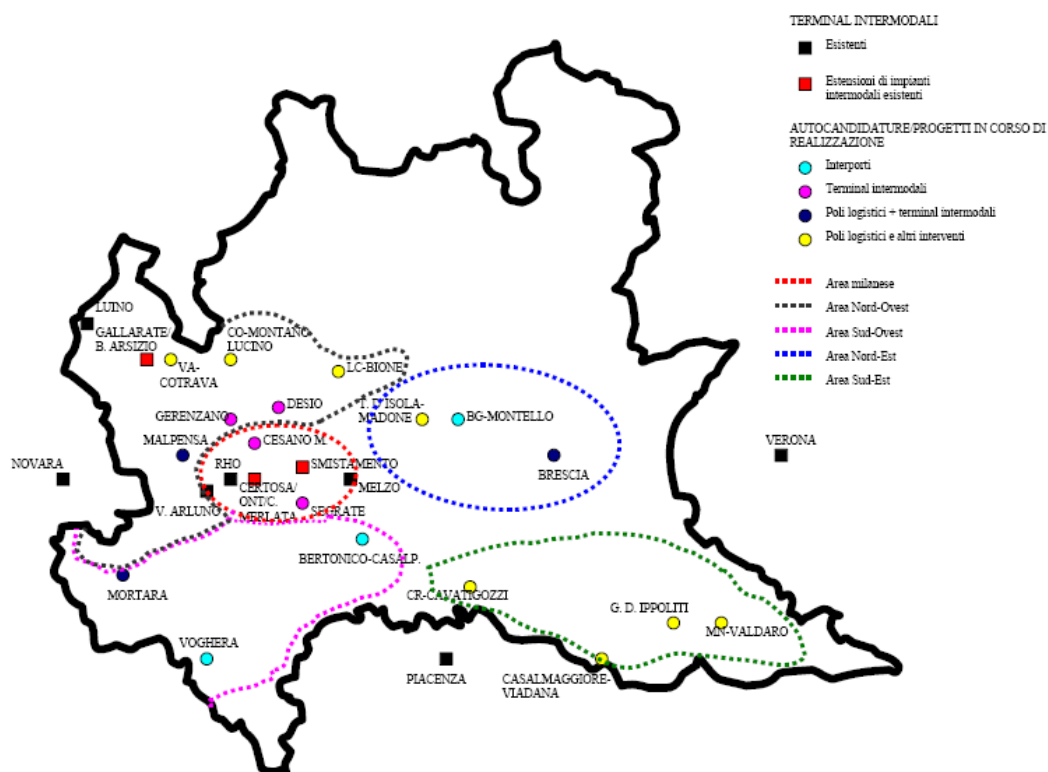 TERMINAL INTERMODALI
Esistenti
Estensioni di impianti
intermodali esistenti
AUTOCANDIDATURE/PROGETTI IN CORSO DI
REALIZZAZIONE
Interporti
Terminal intermodali
Poli logistici + terminal intermodali
Poli logistici e altri interventi
Area milanese
Area Nord-Ovest
Area Sud-Ovest
Area Nord-Est
Area Sud-Est
LUINO
GALLARATE/
B. ARSIZIO
CO-MONTANO
LUCINO
VA-
COTRAVA
LC-BIONE
DESIO
GERENZANO
T. D'ISOLA-
MADONE
BG-MONTELLO
MALPENSA
CESANO M.
VERONA
NOVARA
RHO
SMISTAMENTO
BRESCIA
CERTOSA/
ONT/C.
MERLATA
MELZO
V. ARLUNO
SEGRATE
BERTONICO-CASALP.
MORTARA
CR-CAVATIGOZZI
G. D. IPPOLITI
MN-VALDARO
VOGHERA
PIACENZA
CASALMAGGIORE-
VIADANA